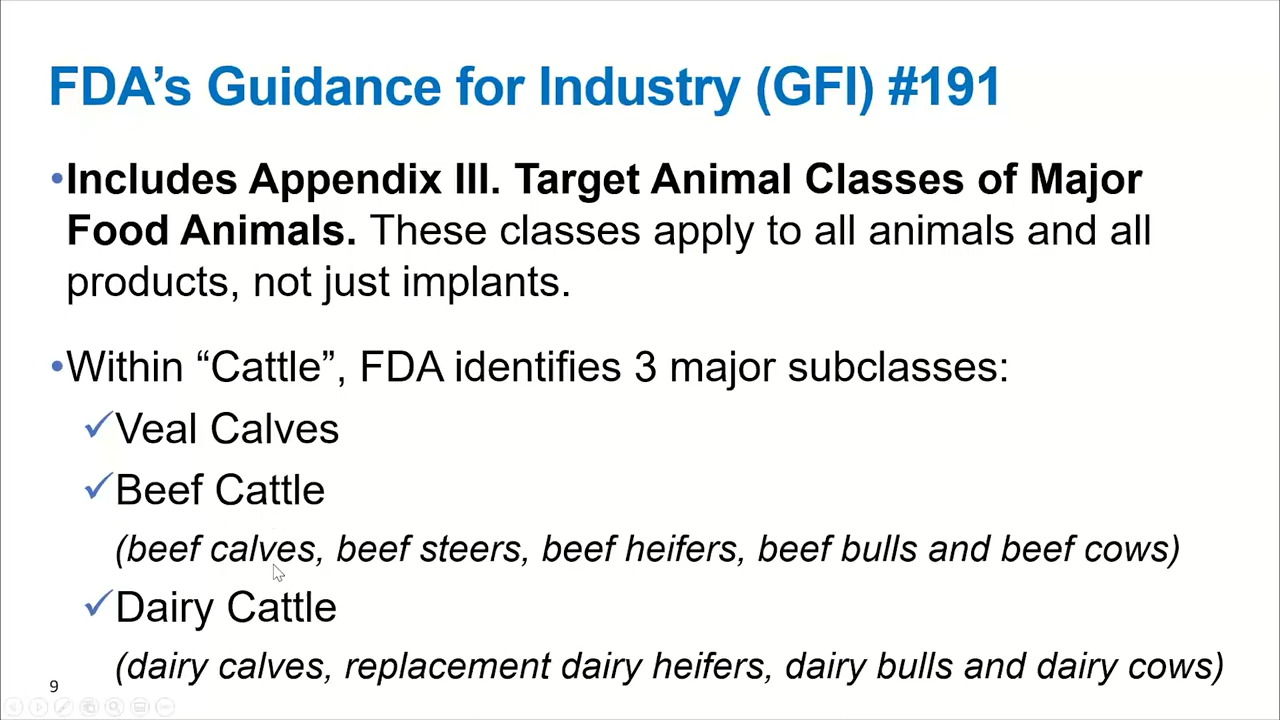 FDA’s Guidance for Industry (GFI) #191
•Includes Appendix III. Target Animal Classes of Major
Food Animals. These classes apply to all animals and all
products, not just implants.
•Within “Cattle”, FDA identifies 3 major subclasses:
✓Veal Calves
✓Beef Cattle
(beef calves, beef steers, beef heifers, beef bulls and beef cows)
✓Dairy Cattle
(dairy calves, replacement dairy heifers, dairy bulls and dairy cows)
9